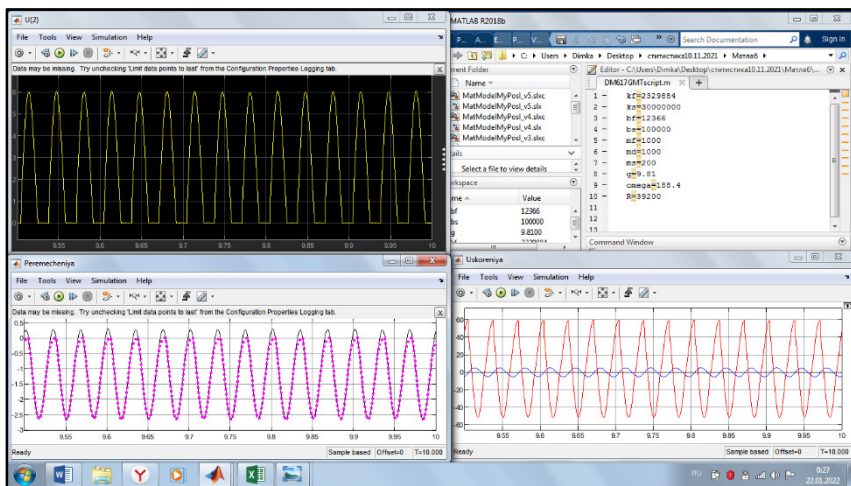 U(2)
File Tools View Simulation Help
Data may be missing. Try unchecking 'Limit data points to last' from the Configuration Properties Logging tab.
6
5
4
3
2
1
0
9.55 9.6 9.65 9.7 9.75 9.8 9.85 9.9 9.95 10
MATLAB R2018b
P... A... E... P... V...
Search Documentation
Sign In
C: Users Dimka Desktop статистика10.11.2021 Матлаб
Name
MatModelMyPosl_v5.slxc
MatModelMyPosl_v5.slx
MatModelMyPosl_v4.slxc
MatModelMyPosl_v4.slx
MatModelMyPosl_v3.slxc
Select a file to view details
Value
bf 12366
bs 100000
g 9.8100
Editor - C:\Users\Dimka\Desktop\статистика10.11.2021\Матлаб\...
DM617GMTscript.m
1 - kf=2329884
2 - ks=30000000
3 - bf=12366
4 - bs=100000
5 - mf=1000
6 - md=1000
7 - ms=200
8 - g=9.81
9 - omega=188.4
10 - R=39200
11
12
13
Command Window
Peremecheniya
File Tools View Simulation Help
Data may be missing. Try unchecking 'Limit data points to last' from the Configuration Properties Logging tab.
0.5
0
-0.5
-1
-1.5
-2
-2.5
-3
9.55 9.6 9.65 9.7 9.75 9.8 9.85 9.9 9.95 10
Ready Sample based Offset=0 T=10.000
Uskoreniya
File Tools View Simulation Help
60
40
20
0
-20
-40
-60
9.55 9.6 9.65 9.7 9.75 9.8 9.85 9.9 9.95 10
Ready Sample based Offset=0 T=10.000
RU
9:27
22.01.2022